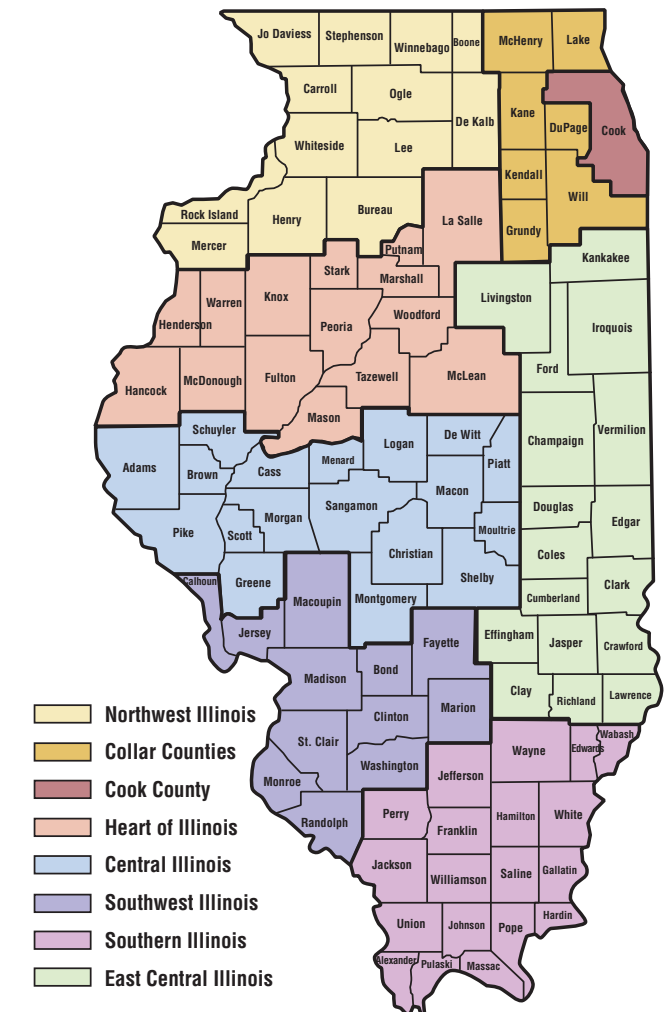 Jo Daviess
Stephenson
Winnebago
Boone
McHenry
Lake
Carroll
Ogle
De Kalb
Kane
DuPage
Cook
Whiteside
Lee
Kendall
Will
Rock Island
Henry
Bureau
La Salle
Grundy
Mercer
Putnam
Kankakee
Stark
Marshall
Livingston
Henderson
Warren
Knox
Peoria
Woodford
Iroquois
Ford
Hancock
McDonough
Fulton
Tazewell
McLean
Mason
Schuyler
Logan
De Witt
Champaign
Vermilion
Adams
Brown
Cass
Menard
Piatt
Macon
Sangamon
Pike
Scott
Morgan
Christian
Moultrie
Douglas
Edgar
Coles
Calhoun
Greene
Macoupin
Montgomery
Shelby
Cumberland
Clark
Jersey
Fayette
Effingham
Jasper
Crawford
Madison
Bond
Clay
Richland
Lawrence
Clinton
Marion
St. Clair
Washington
Wayne
Edwards
Wabash
Monroe
Jefferson
Randolph
Perry
Franklin
Hamilton
White
Jackson
Williamson
Saline
Gallatin
Union
Johnson
Pope
Hardin
Alexander
Pulaski
Massac
Northwest Illinois
Collar Counties
Cook County
Heart of Illinois
Central Illinois
Southwest Illinois
Southern Illinois
East Central Illinois